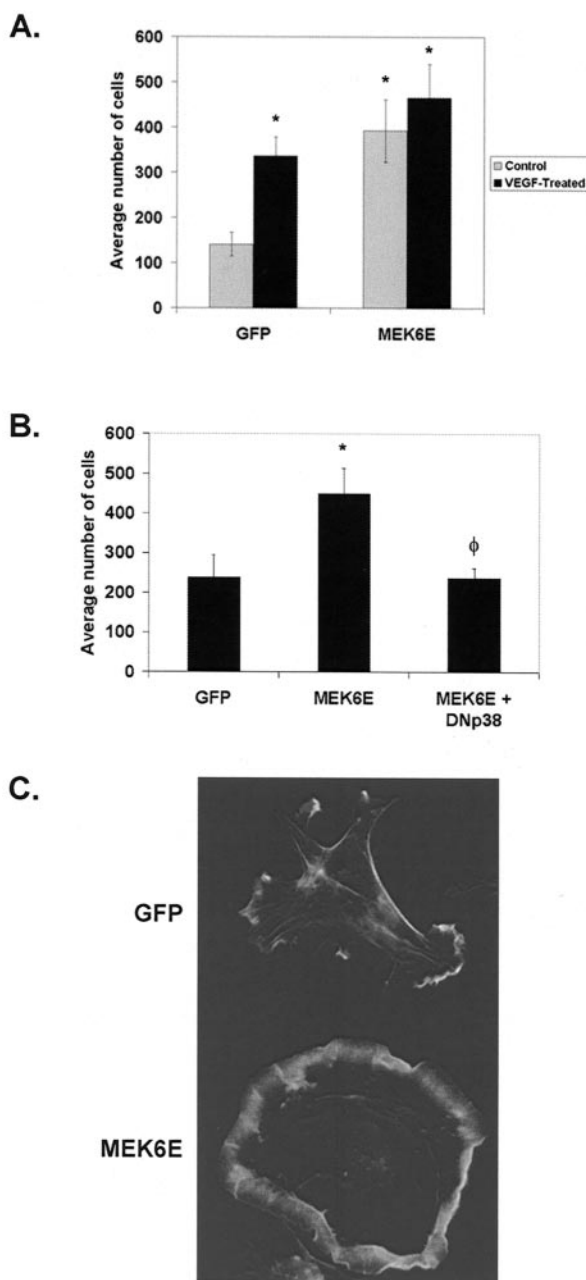 A.
600
500
400
300
200
100
0
Average number of cells
*
*
*
GFP
MEK6E
Control
VEGF-Treated
B.
600
500
400
300
200
100
0
Average number of cells
*
ϕ
GFP
MEK6E
MEK6E +
DNp38
C.
GFP
MEK6E